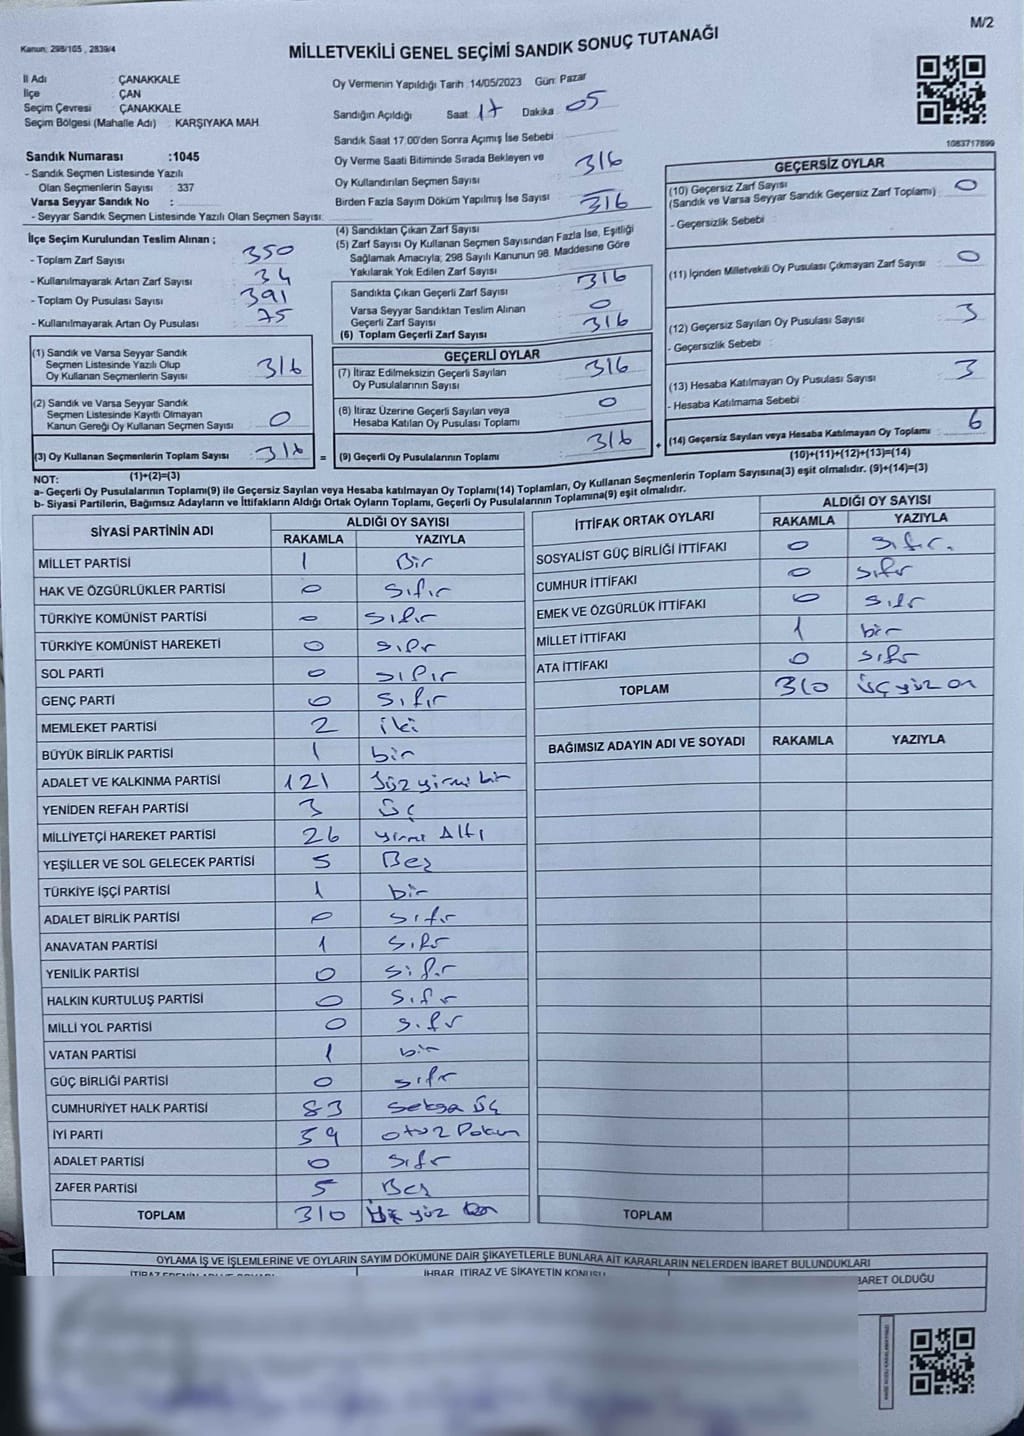 M/2
Kanun: 298/105 , 2839/4
MİLLETVEKİLİ GENEL SEÇİMİ SANDIK SONUÇ TUTANAĞI
İl Adı : ÇANAKKALE
İlçe : ÇAN
Seçim Çevresi : ÇANAKKALE
Seçim Bölgesi (Mahalle Adı) : KARŞIYAKA MAH.
Sandık Numarası :1045
- Sandık Seçmen Listesinde Yazılı
Olan Seçmenlerin Sayısı : 337
Varsa Seyyar Sandık No :
- Seyyar Sandık Seçmen Listesinde Yazılı Olan Seçmen Sayısı:
Oy Vermenin Yapıldığı Tarih :14/05/2023 Gün: Pazar
Sandığın Açıldığı Saat 17 Dakika : 05
Sandık Saat 17.00'den Sonra Açımış İse Sebebi
Oy Verme Saati Bitiminde Sırada Bekleyen ve
Oy Kullandırılan Seçmen Sayısı 316
Birden Fazla Sayım Döküm Yapılmış İse Sayısı
(4) Sandıktan Çıkan Zarf Sayısı 316
(5) Zarf Sayısı Oy Kullanan Seçmen Sayısından Fazla İse, Eşitliği
Sağlamak Amacıyla; 298 Sayılı Kanunun 98. Maddesine Göre
Yakılarak Yok Edilen Zarf Sayısı
Sandıkta Çıkan Geçerli Zarf Sayısı 316
Varsa Seyyar Sandıktan Teslim Alınan
Geçerli Zarf Sayısı 0
(6) Toplam Geçerli Zarf Sayısı 316
1083717899
GEÇERSİZ OYLAR
(10) Geçersiz Zarf Sayısı 0
(Sandık ve Varsa Seyyar Sandık Geçersiz Zarf Toplamı)
- Geçersizlik Sebebi :
(11) İçinden Milletvekili Oy Pusulası Çıkmayan Zarf Sayısı 0
(12) Geçersiz Sayılan Oy Pusulası Sayısı 3
- Geçersizlik Sebebi :
(13) Hesaba Katılmayan Oy Pusulası Sayısı 3
- Hesaba Katılmama Sebebi
(14) Geçersiz Sayılan veya Hesaba Katılmayan Oy Toplamı 6
(10)+(11)+(12)+(13)=(14)
İlçe Seçim Kurulundan Teslim Alınan ;
- Toplam Zarf Sayısı 350
- Kullanılmayarak Artan Zarf Sayısı : 34
- Toplam Oy Pusulası Sayısı : 391
- Kullanılmayarak Artan Oy Pusulası : 75
(1) Sandık ve Varsa Seyyar Sandık
Seçmen Listesinde Yazılı Olup
Oy Kullanan Seçmenlerin Sayısı 316
(2) Sandık ve Varsa Seyyar Sandık
Seçmen Listesinde Kayıtlı Olmayan
Kanun Gereği Oy Kullanan Seçmen Sayısı 0
(3) Oy Kullanan Seçmenlerin Toplam Sayısı 316 =
(1)+(2)=(3)
GEÇERLİ OYLAR
(7) İtiraz Edilmeksizin Geçerli Sayılan
Oy Pusulalarının Sayısı 316
(8) İtiraz Üzerine Geçerli Sayılan veya
Hesaba Katılan Oy Pusulası Toplamı 0
(9) Geçerli Oy Pusulalarının Toplamı 316 +
NOT:
a- Geçerli Oy Pusulalarının Toplamı(9) ile Geçersiz Sayılan veya Hesaba katılmayan Oy Toplamı(14) Toplamları, Oy Kullanan Seçmenlerin Toplam Sayısına(3) eşit olmalıdır. (9)+(14)=(3)
b- Siyasi Partilerin, Bağımsız Adayların ve İttifakların Aldığı Ortak Oyların Toplamı, Geçerli Oy Pusulalarının Toplamına(9) eşit olmalıdır.
SİYASİ PARTİNİN ADI ALDIĞI OY SAYISI
RAKAMLA YAZIYLA
MİLLET PARTİSİ 1 Bir
HAK VE ÖZGÜRLÜKLER PARTİSİ 0 Sıfır
TÜRKİYE KOMÜNİST PARTİSİ 0 Sıfır
TÜRKİYE KOMÜNİST HAREKETİ 0 Sıfır
SOL PARTİ 0 Sıfır
GENÇ PARTİ 0 Sıfır
MEMLEKET PARTİSİ 2 iki
BÜYÜK BİRLİK PARTİSİ 1 bir
ADALET VE KALKINMA PARTİSİ 121 Yüz yirmi bir
YENİDEN REFAH PARTİSİ 3 Üç
MİLLİYETÇİ HAREKET PARTİSİ 26 yirmi Altı
YEŞİLLER VE SOL GELECEK PARTİSİ 5 Beş
TÜRKİYE İŞÇİ PARTİSİ 1 bir
ADALET BİRLİK PARTİSİ 0 Sıfır
ANAVATAN PARTİSİ 1 Sıfır
YENİLİK PARTİSİ 0 Sıfır
HALKIN KURTULUŞ PARTİSİ 0 Sıfır
MİLLİ YOL PARTİSİ 0 Sıfır
VATAN PARTİSİ 1 bir
GÜÇ BİRLİĞİ PARTİSİ 0 sıfır
CUMHURİYET HALK PARTİSİ 83 Seksa Üç
İYİ PARTİ 59 otuz Dokuz
ADALET PARTİSİ 0 Sıfır
ZAFER PARTİSİ 5 Beş
TOPLAM 310 Üç yüz On
İTTİFAK ORTAK OYLARI ALDIĞI OY SAYISI
RAKAMLA YAZIYLA
SOSYALİST GÜÇ BİRLİĞİ İTTİFAKI 0 Sıfır.
CUMHUR İTTİFAKI 0 Sıfır
EMEK VE ÖZGÜRLÜK İTTİFAKI 0 Sıfır
MİLLET İTTİFAKI 1 bir
ATA İTTİFAKI 0 Sıfır
TOPLAM 310 üç yüz on
BAĞIMSIZ ADAYIN ADI VE SOYADI RAKAMLA YAZIYLA
TOPLAM
OYLAMA İŞ VE İŞLEMLERİNE VE OYLARIN SAYIM DÖKÜMÜNE DAİR ŞİKAYETLERLE BUNLARA AİT KARARLARIN NELERDEN İBARET BULUNDUKLARI
İHBAR, İTİRAZ VE ŞİKAYETİN KONUSU
BARET OLDUĞU